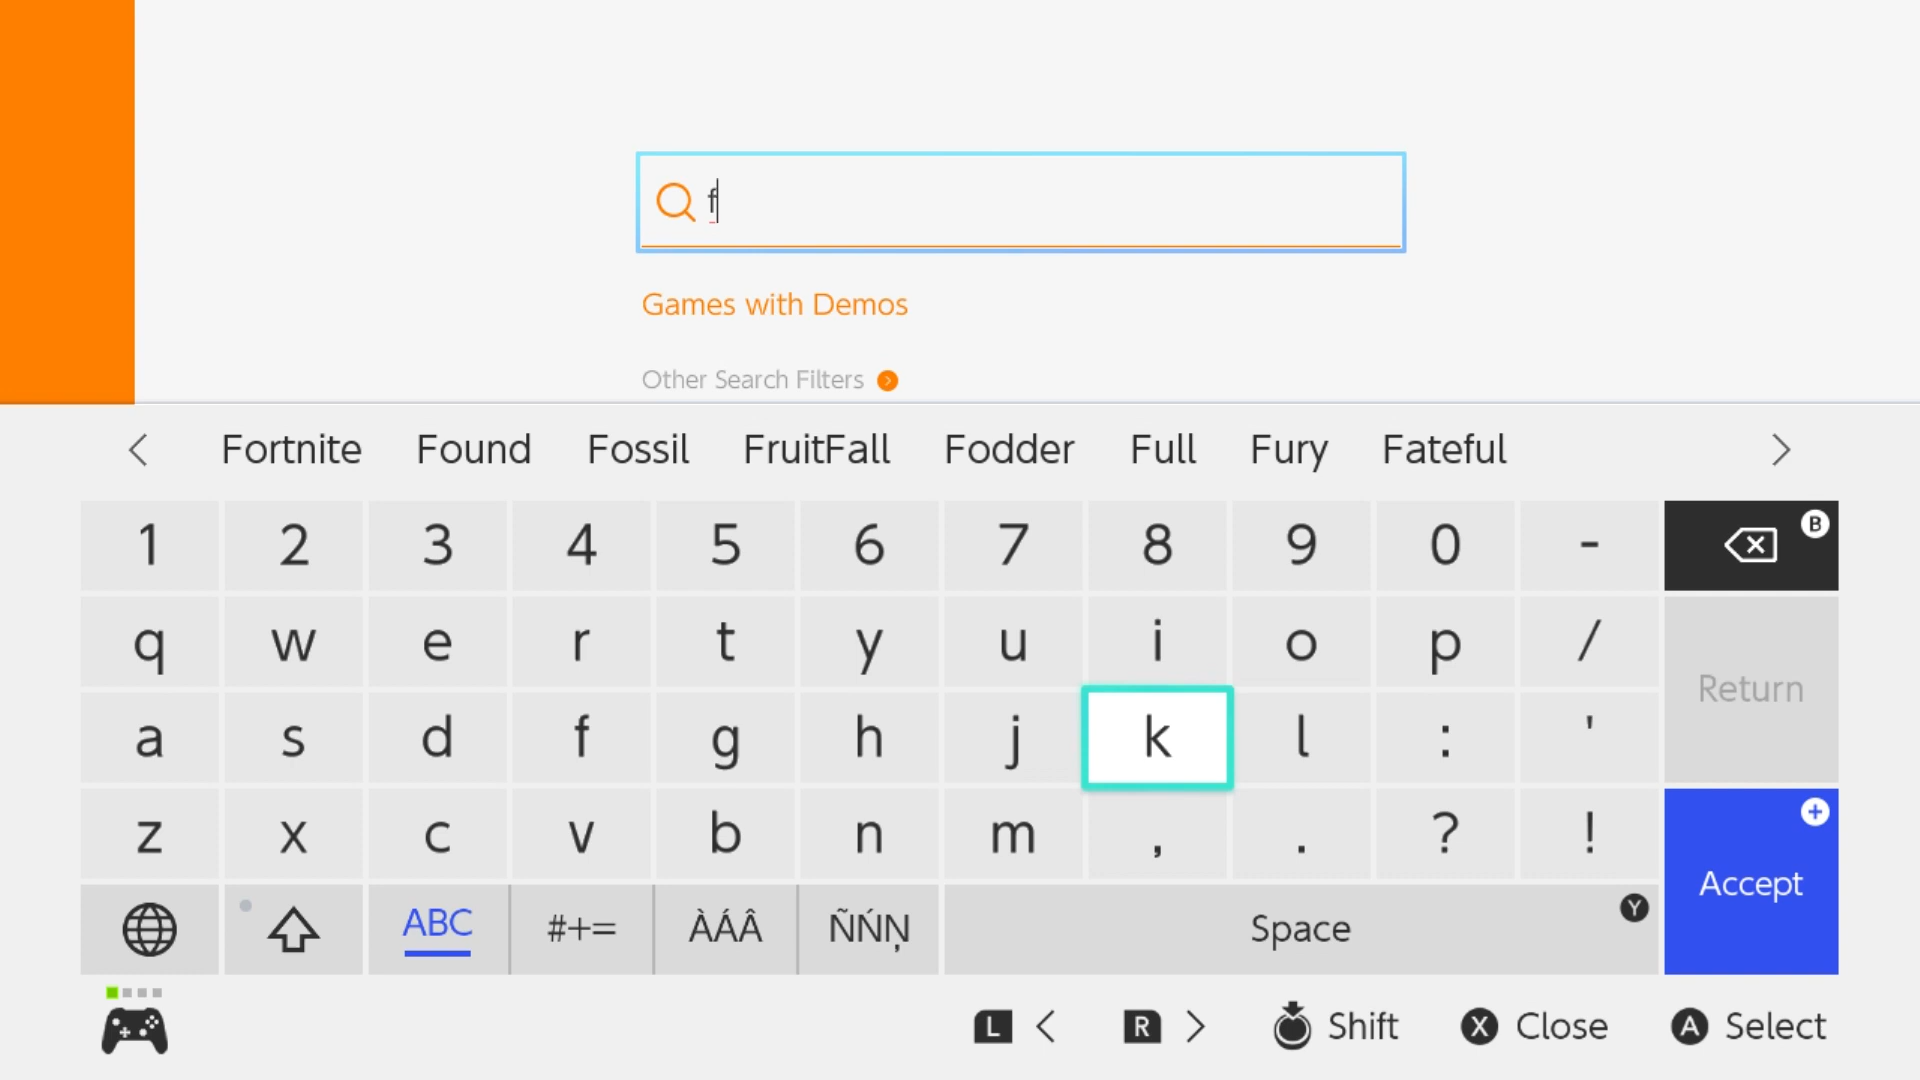 f
Games with Demos
Other Search Filters
Fortnite Found Fossil FruitFall Fodder Full Fury Fateful
1 2 3 4 5 6 7 8 9 0 - B
q w e r t y u i o p /
Return
a s d f g h j k l : '
z x c v b n m , . ? !
Accept
ABC #+= ÀÁÂ ÑŃŅ Space Y
L R Shift X Close A Select